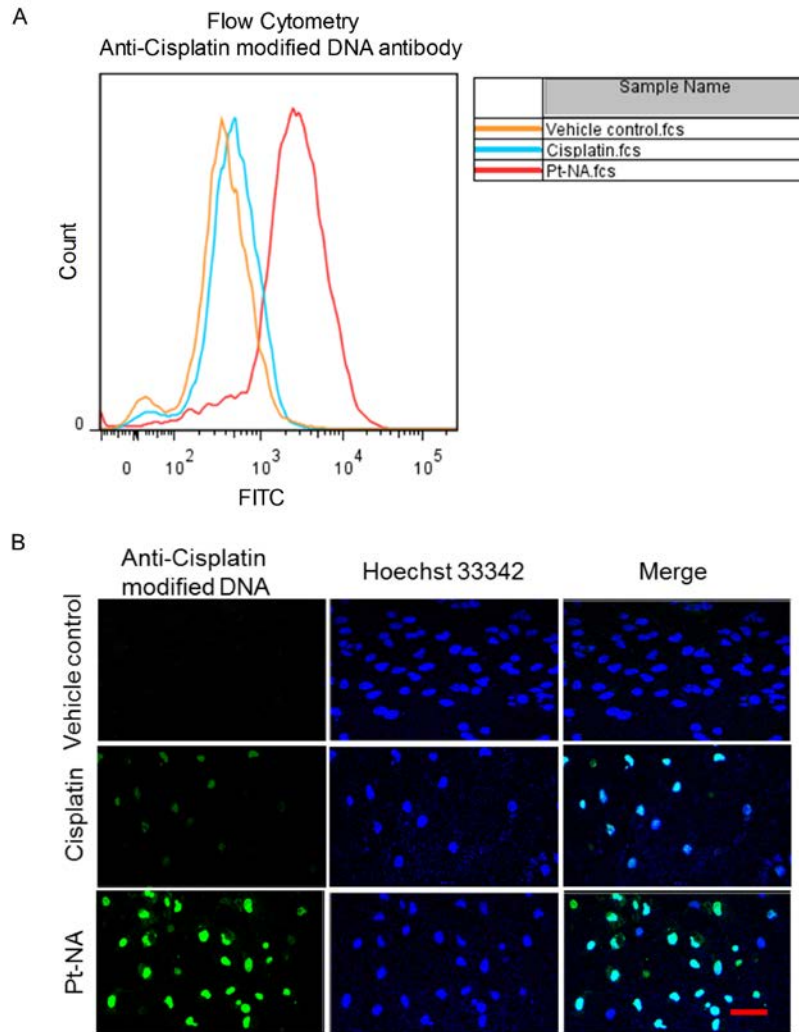 A
Flow Cytometry
Anti-Cisplatin modified DNA antibody
Sample Name
Vehicle control.fcs
Cisplatin.fcs
Pt-NA.fcs
Count
0
0 10² 10³ 10⁴ 10⁵
FITC
B
Anti-Cisplatin
modified DNA
Hoechst 33342
Merge
Vehicle control
Cisplatin
Pt-NA